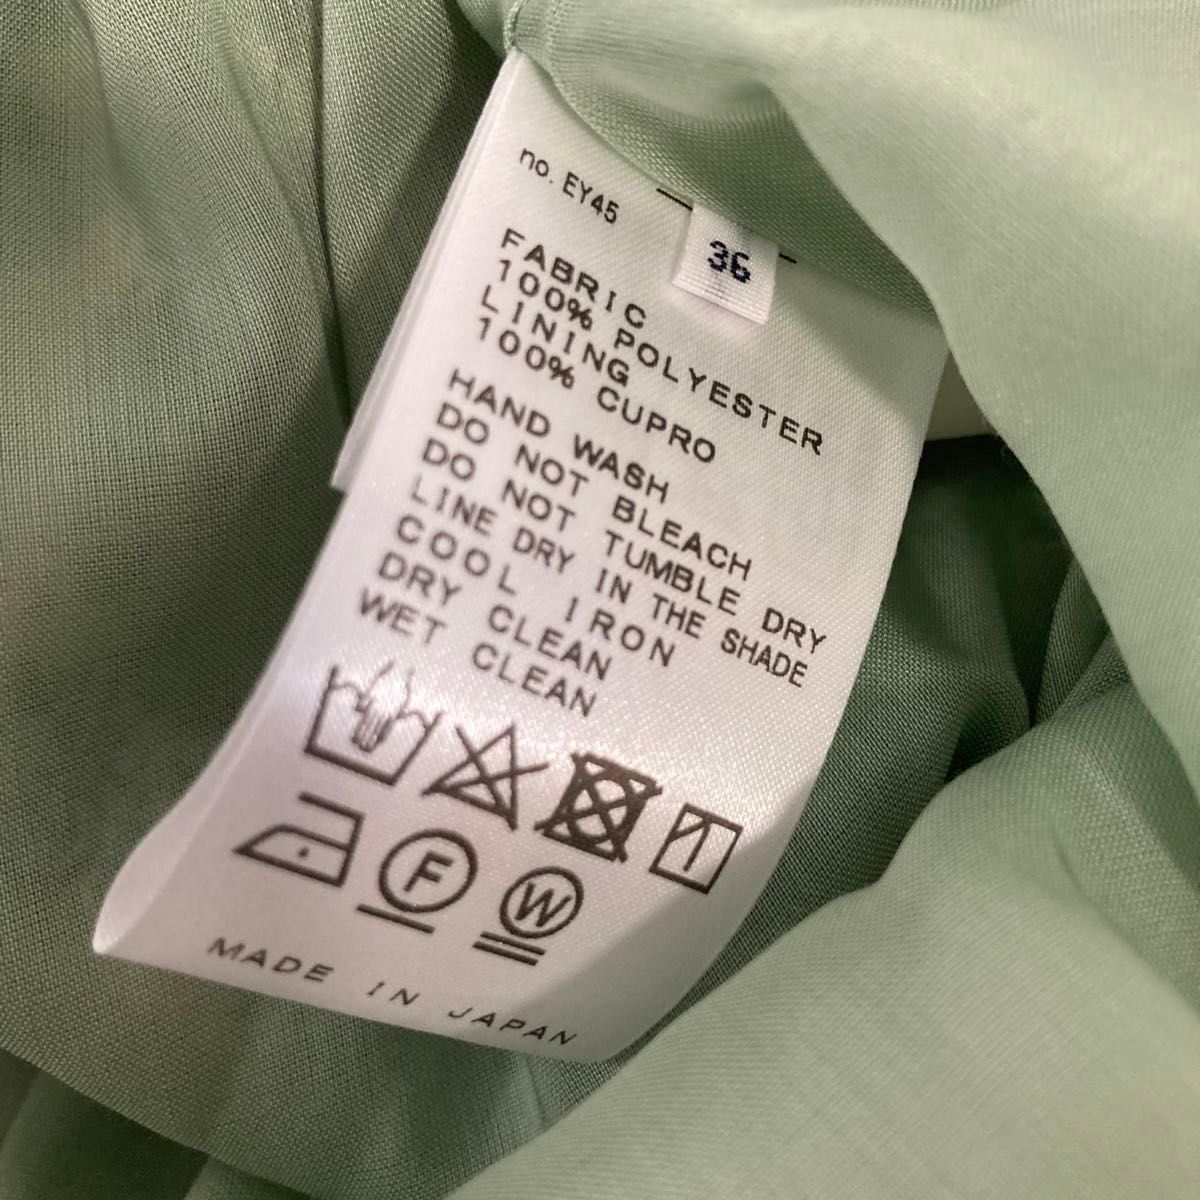 no. EY45
36
FABRIC
100% POLYESTER
LINING
100% CUPRO
HAND WASH
DO NOT BLEACH
DO NOT TUMBLE DRY
LINE DRY IN THE SHADE
COOL IRON
DRY CLEAN
WET CLEAN
F
W
MADE IN JAPAN